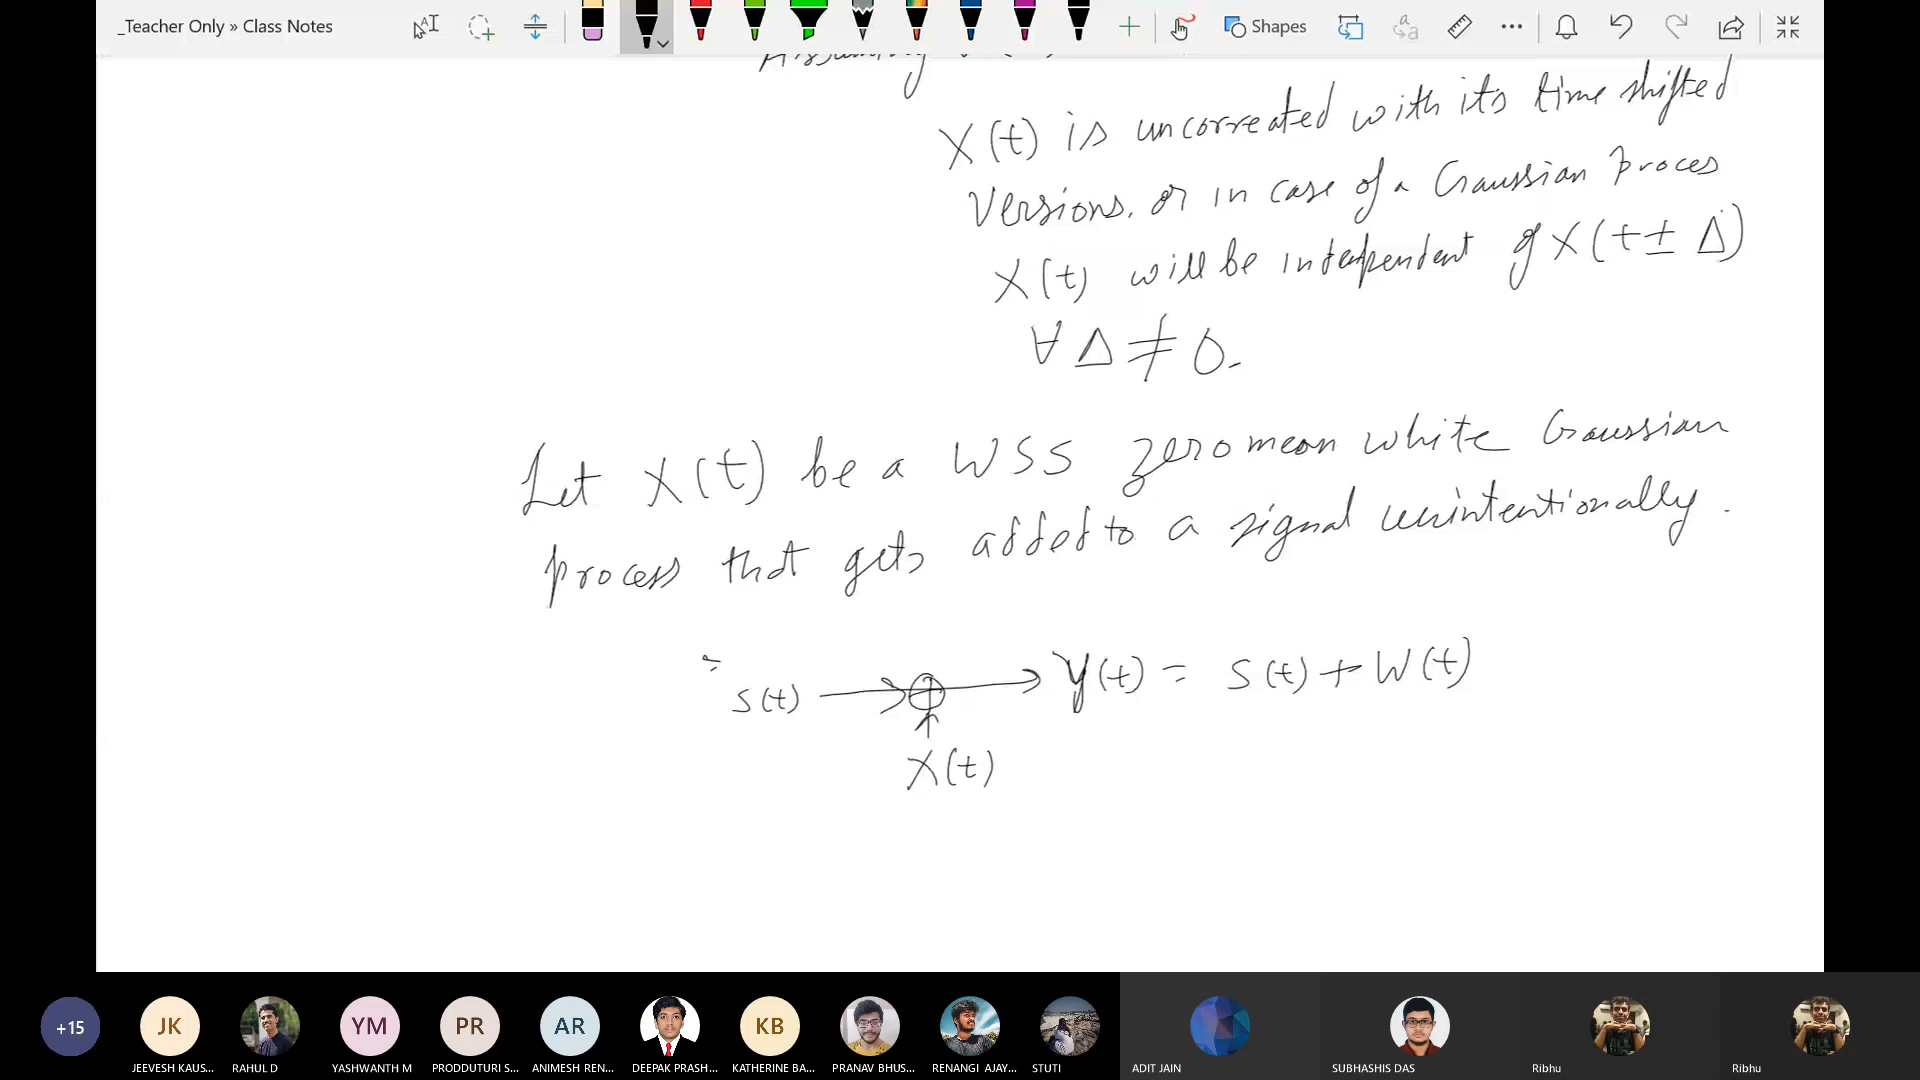 _Teacher Only » Class Notes
Shapes
Assuming
X(t) is uncorreated with its time shifted
Versions. or in case of a Gaussian Proces
X(t) will be independent of X(t ± Δ)
∀ Δ ≠ 0.
Let X(t) be a WSS zero mean white Gaussian
process that gets added to a signal unintentionally.
s(t) → ⊕ → Y(t) = S(t) + W(t)
↑
X(t)
+15 JK YM PR AR KB
JEEVESH KAUS... RAHUL D YASHWANTH M PRODDUTURI S... ANIMESH REN... DEEPAK PRASH... KATHERINE BA... PRANAV BHUS... RENANGI AJAY... STUTI ADIT JAIN SUBHASHIS DAS Ribhu Ribhu